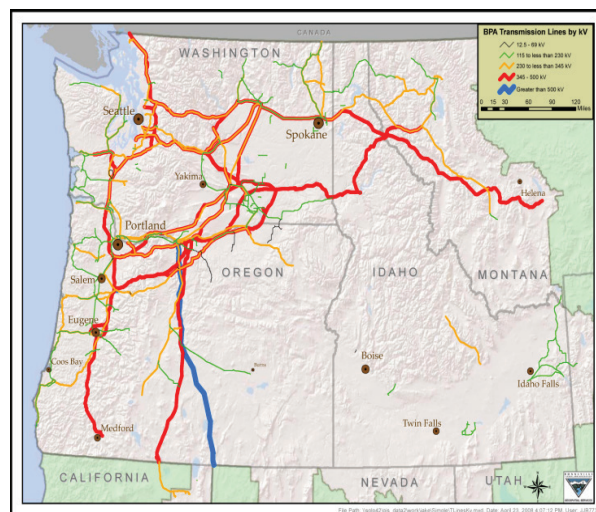 CANADA
BPA Transmission Lines by kV
12.5 - 69 kV
115 to less than 230 kV
230 to less than 345 kV
345 - 500 kV
Greater than 500 kV
0 15 30 60 90 120
Miles
WASHINGTON
Seattle
Spokane
Yakima
Helena
Portland
OREGON
IDAHO
MONTANA
Salem
Eugene
Coos Bay
Burns
Boise
Idaho Falls
Medford
Twin Falls
CALIFORNIA
NEVADA
UTAH